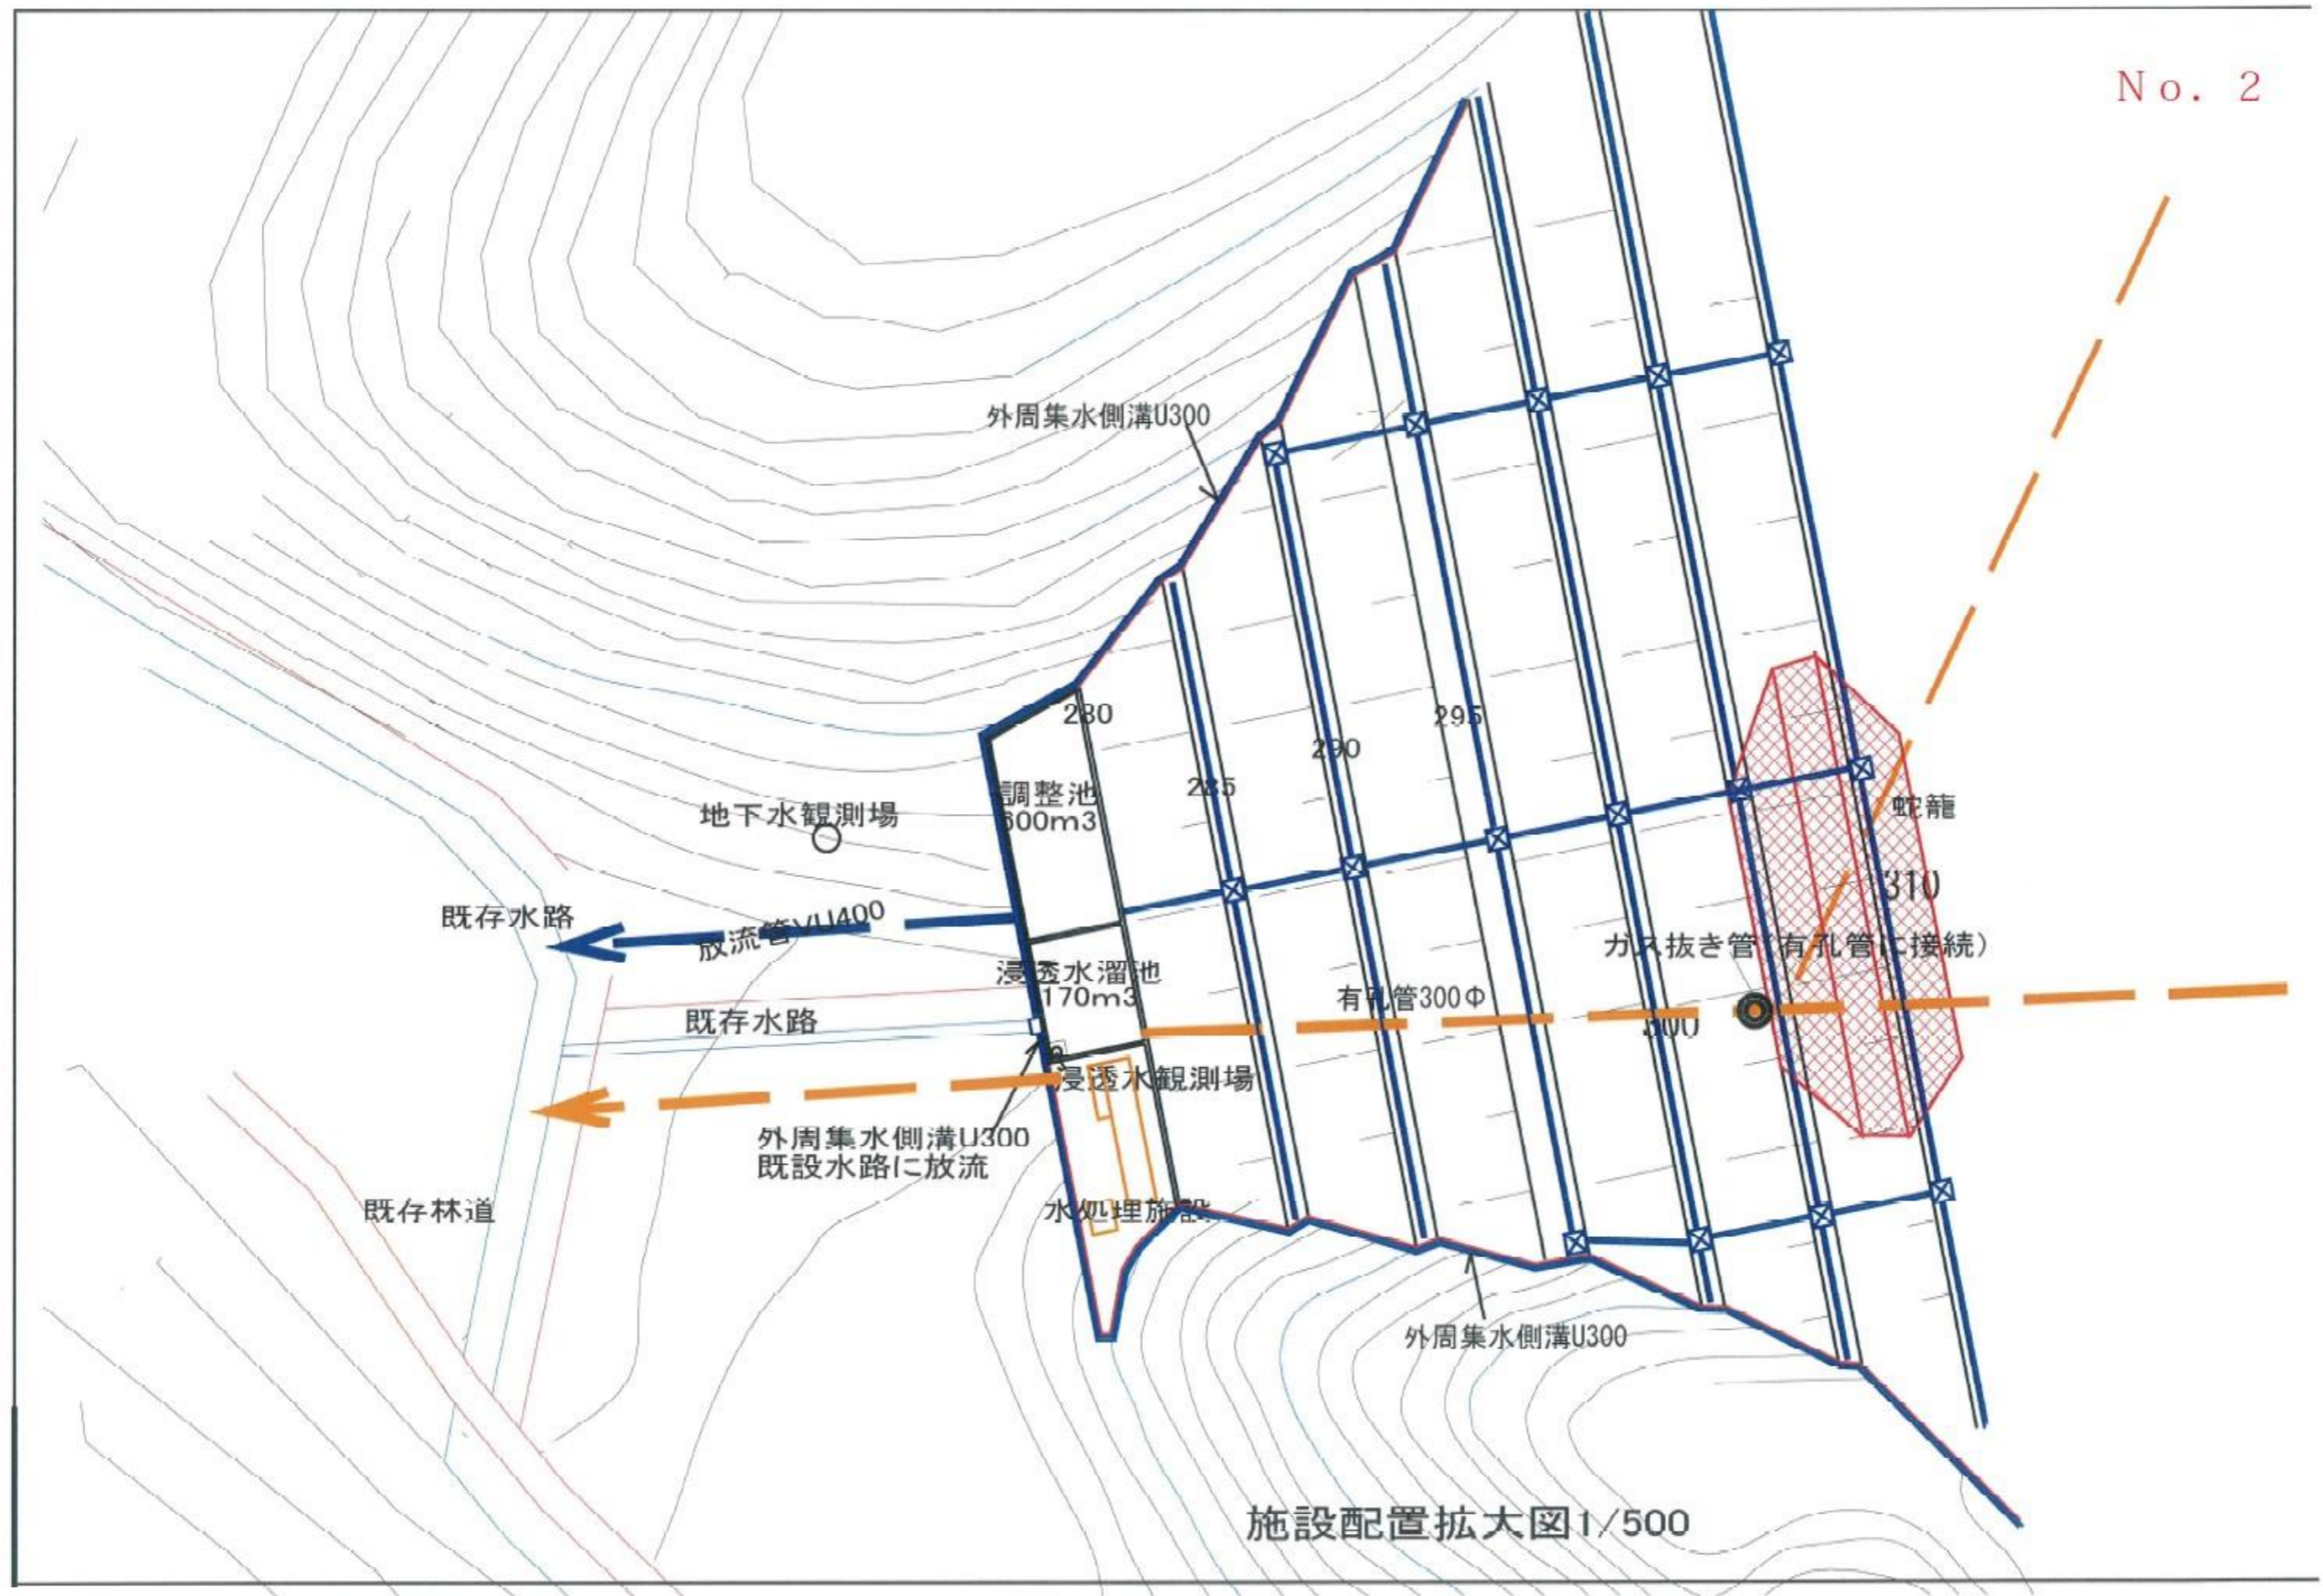 No. 2
外周集水側溝U300
280
295
290
285
調整池
600m3
地下水観測場
蛇龍
310
既存水路
放流管VU400
ガス抜き管(有孔管に接続)
浸透水溜池
170m3
有孔管300Φ
300
既存水路
浸透水観測場
外周集水側溝U300
既設水路に放流
既存林道
水処理施設
外周集水側溝U300
施設配置拡大図1/500